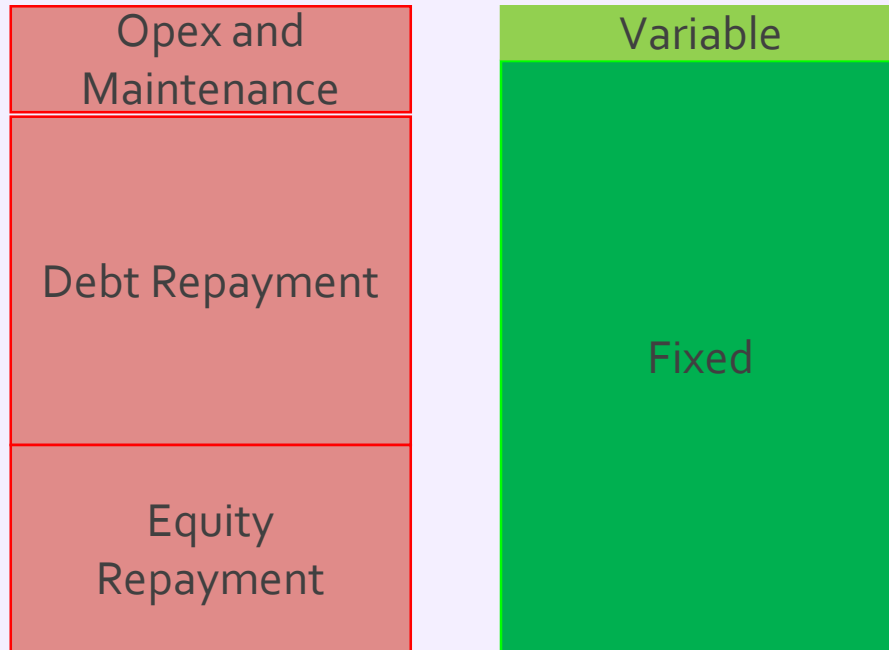 Opex and
Maintenance
Debt Repayment
Equity
Repayment
Variable
Fixed